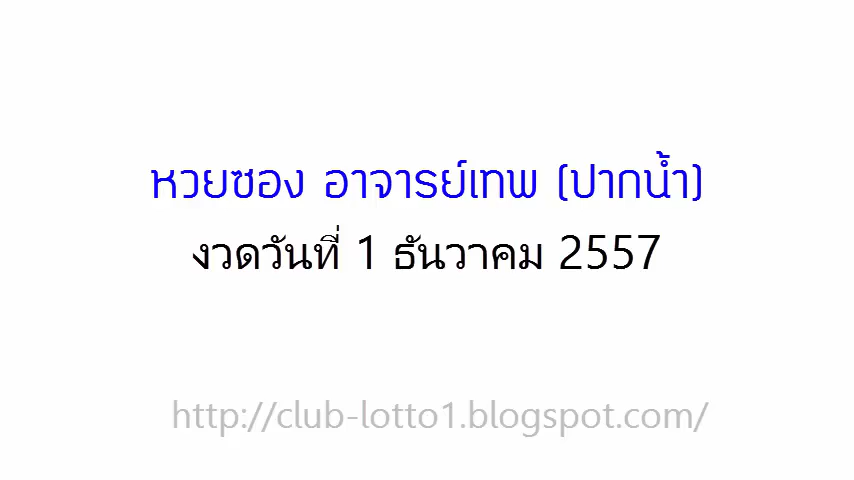 หวยซอง อาจารย์เทพ (ปากน้ำ)
งวดวันที่ 1 ธันวาคม 2557
http://club-lotto1.blogspot.com/